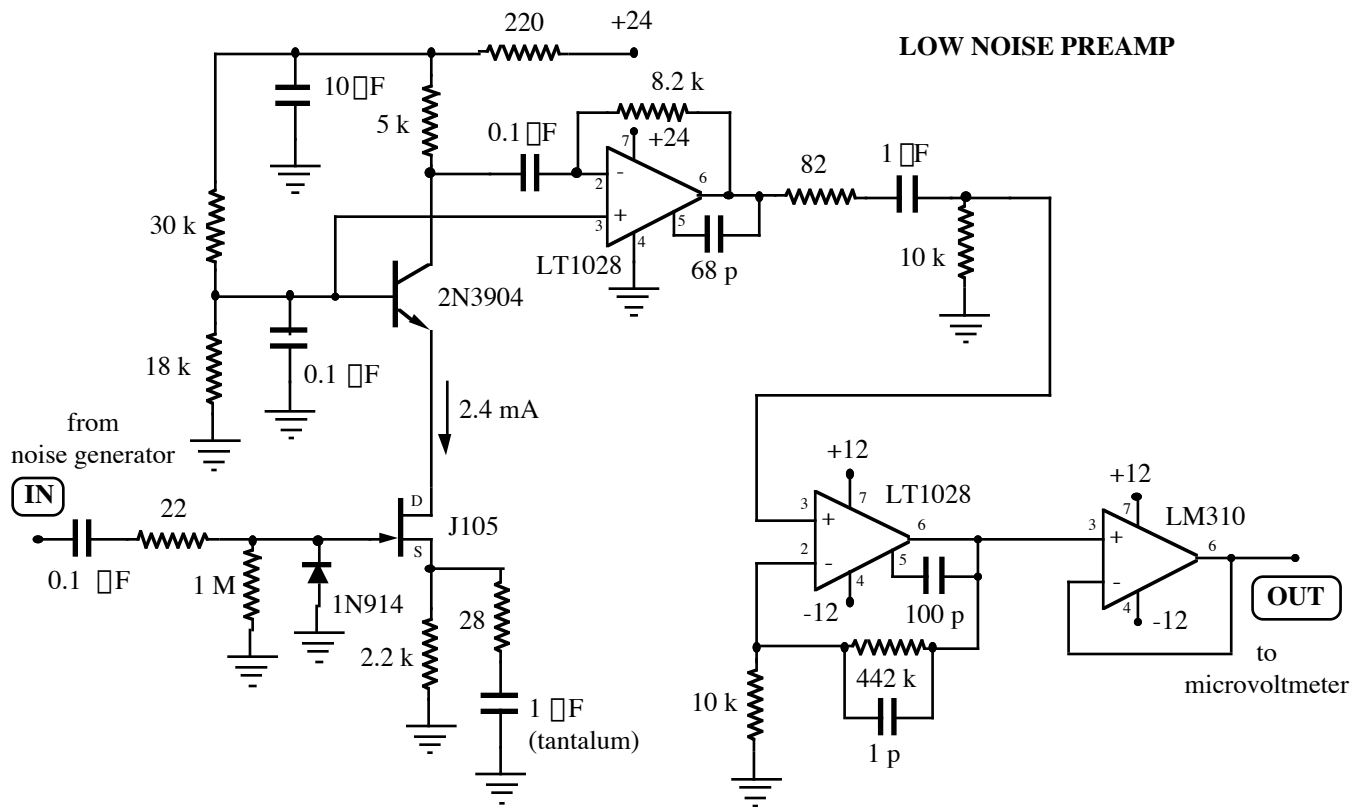 LOW NOISE PREAMP
220
+24
10 □F
5 k
8.2 k
0.1 □F
+24
7
2
-
6
3
+
5
4
LT1028
68 p
82
1 □F
10 k
30 k
2N3904
18 k
0.1 □F
2.4 mA
from
noise generator
IN
22
0.1 □F
1 M
1N914
D
S
J105
2.2 k
28
1 □F
(tantalum)
+12
7
LT1028
3
+
2
-
6
5
4
-12
100 p
442 k
1 p
10 k
+12
7
LM310
3
+
-
6
4
-12
OUT
to
microvoltmeter